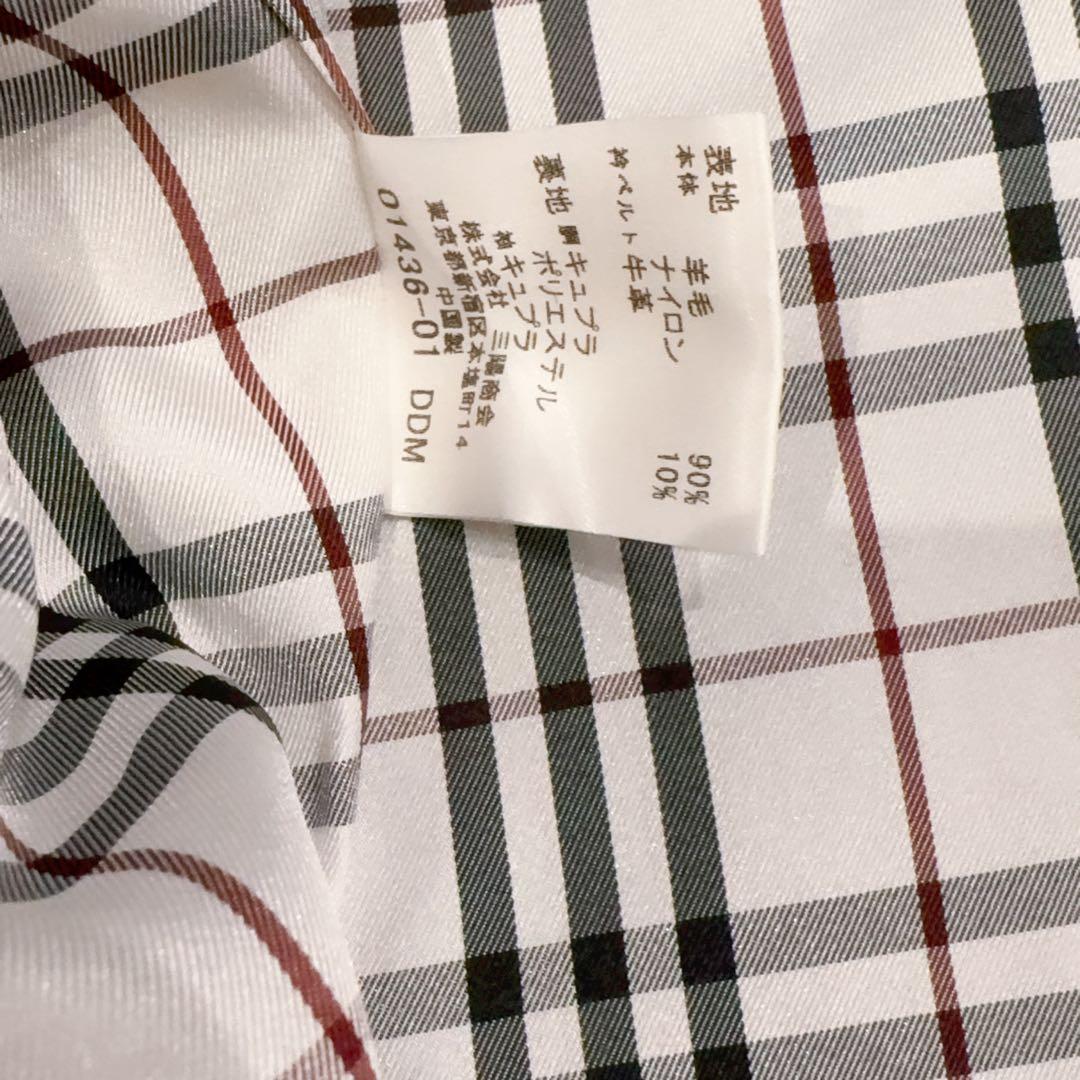 表地
本体 羊毛 90%
ナイロン 10%
衿ベルト 牛革
裏地 胴 キュプラ
ポリエステル
袖 キュプラ
株式会社 三陽商会
東京都新宿区本塩町14
中国製
01436-01 DDM